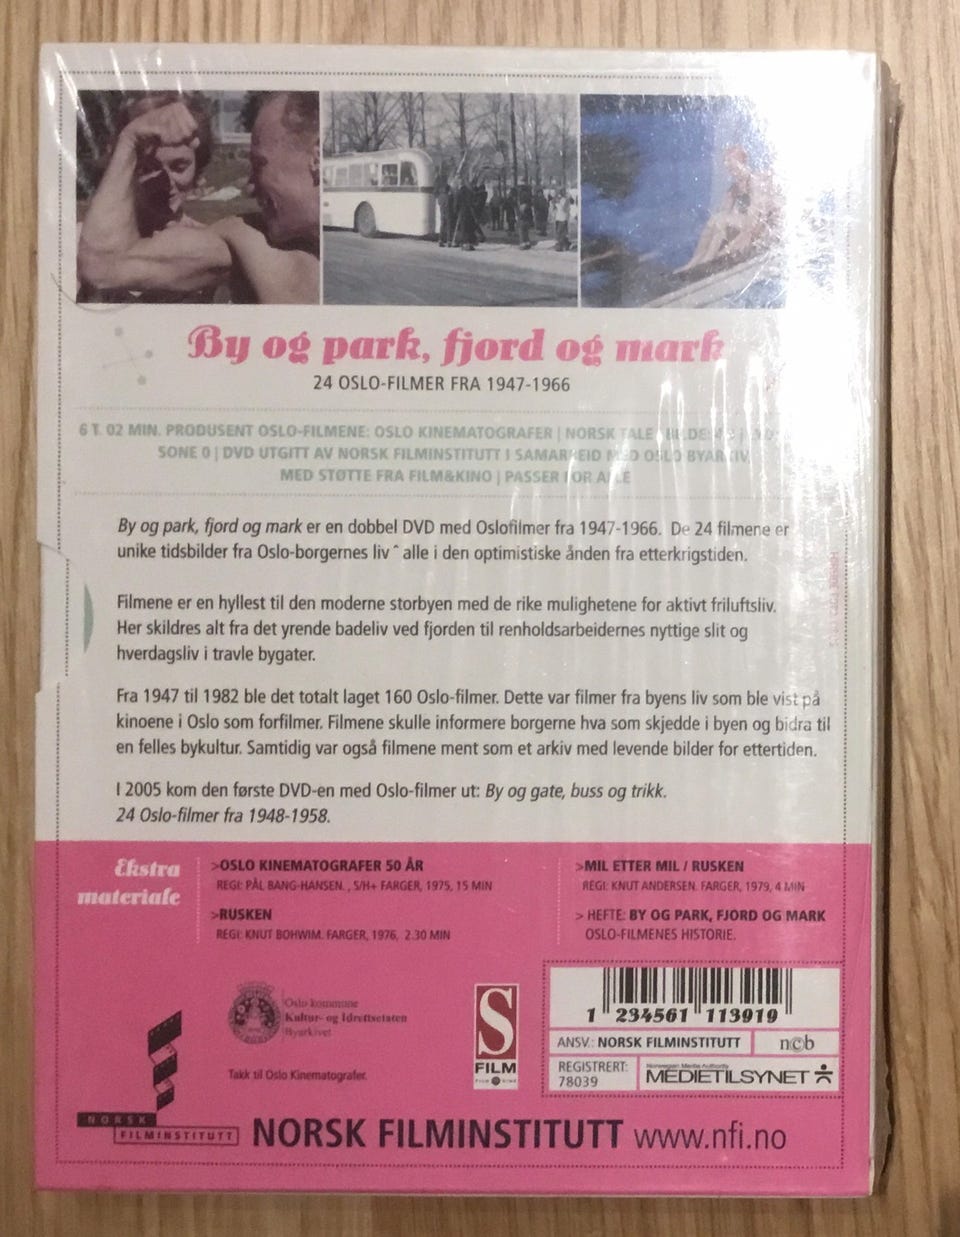 By og park, fjord og mark
24 OSLO-FILMER FRA 1947-1966
6 T. 02 MIN. PRODUSENT OSLO-FILMENE: OSLO KINEMATOGRAFER | NORSK TALE |
SONE 0 | DVD UTGITT AV NORSK FILMINSTITUTT I SAMARBEID MED OSLO BYARKIV
MED STØTTE FRA FILM&KINO | PASSER FOR ALLE
By og park, fjord og mark er en dobbel DVD med Oslofilmer fra 1947-1966. De 24 filmene er
unike tidsbilder fra Oslo-borgernes liv ˆ alle i den optimistiske ånden fra etterkrigstiden.
Filmene er en hyllest til den moderne storbyen med de rike mulighetene for aktivt friluftsliv.
Her skildres alt fra det yrende badeliv ved fjorden til renholdsarbeidernes nyttige slit og
hverdagsliv i travle bygater.
Fra 1947 til 1982 ble det totalt laget 160 Oslo-filmer. Dette var filmer fra byens liv som ble vist på
kinoene i Oslo som forfilmer. Filmene skulle informere borgerne hva som skjedde i byen og bidra til
en felles bykultur. Samtidig var også filmene ment som et arkiv med levende bilder for ettertiden.
I 2005 kom den første DVD-en med Oslo-filmer ut: By og gate, buss og trikk.
24 Oslo-filmer fra 1948-1958.
Ekstra
materiale
>OSLO KINEMATOGRAFER 50 ÅR
REGI: PÅL BANG-HANSEN. , S/H+ FARGER, 1975, 15 MIN
>RUSKEN
REGI: KNUT BOHWIM. FARGER, 1976, 2.30 MIN
>MIL ETTER MIL / RUSKEN
REGI: KNUT ANDERSEN. FARGER, 1979, 4 MIN
> HEFTE: BY OG PARK, FJORD OG MARK
OSLO-FILMENES HISTORIE.
Oslo kommune
Kultur- og Idrettsetaten
Byarkivet
Takk til Oslo Kinematografer.
S
FILM
FILM KINO
1 234561 113919
ANSV.: NORSK FILMINSTITUTT
n©b
REGISTRERT:
78039
Norwegian Media Authority
MEDIETILSYNET
NORSK
FILMINSTITUTT
NORSK FILMINSTITUTT www.nfi.no